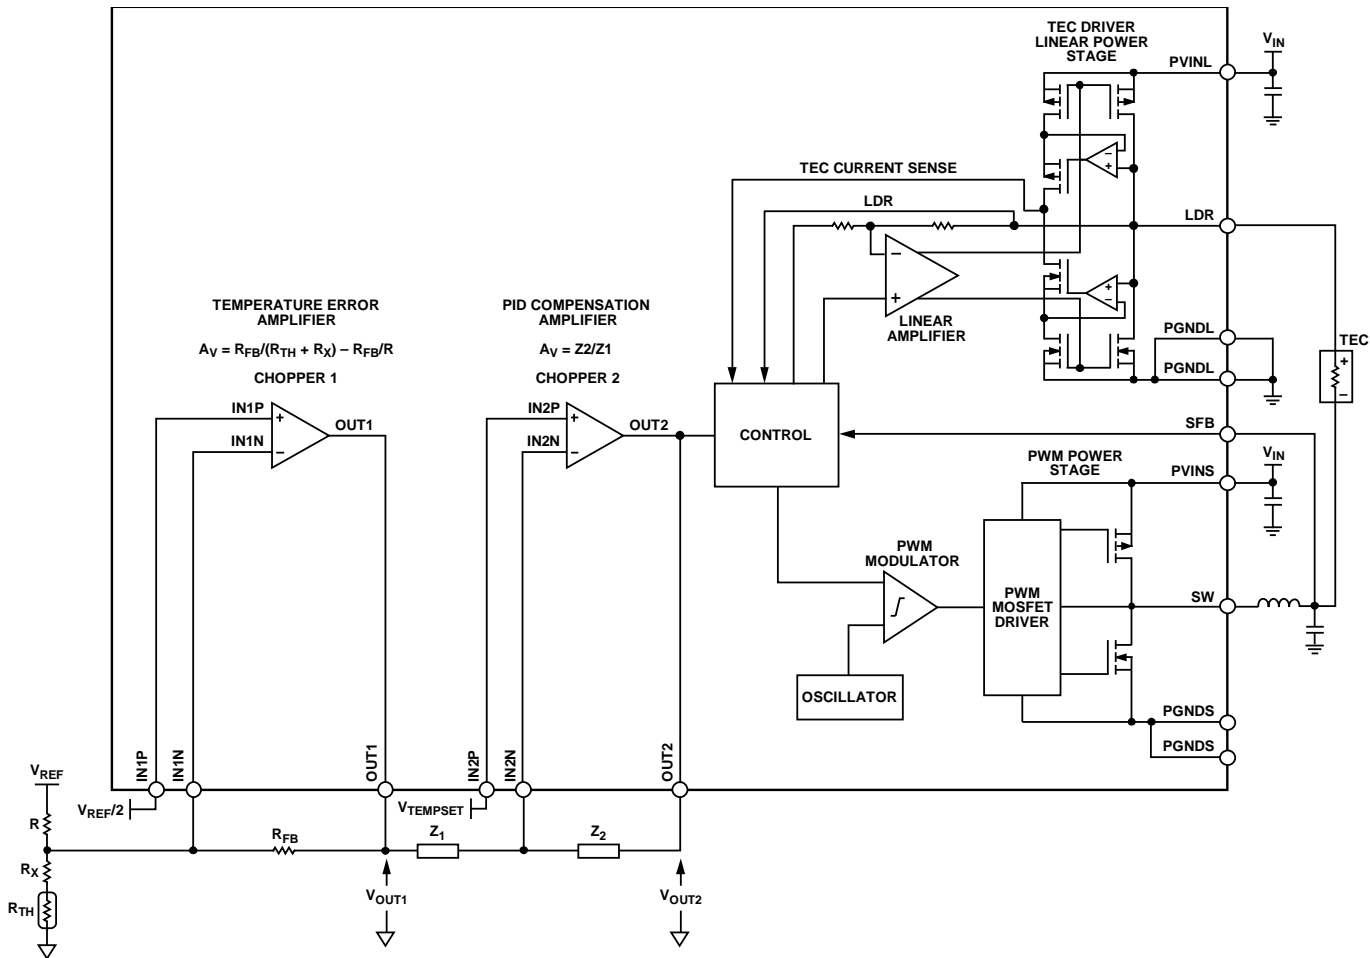 TEC DRIVER
LINEAR POWER
STAGE
VIN
PVINL
TEC CURRENT SENSE
LDR
LDR
−
+
−
+
+
−
LINEAR
AMPLIFIER
TEMPERATURE ERROR
AMPLIFIER
AV = RFB/(RTH + RX) – RFB/R
CHOPPER 1
PID COMPENSATION
AMPLIFIER
AV = Z2/Z1
CHOPPER 2
PGNDL
PGNDL
TEC
+
−
IN1P
IN1N
+
−
OUT1
IN2P
IN2N
+
−
OUT2
CONTROL
SFB
VIN
PVINS
PWM POWER
STAGE
PWM
MODULATOR
PWM
MOSFET
DRIVER
SW
OSCILLATOR
PGNDS
PGNDS
IN1P
IN1N
OUT1
IN2P
IN2N
OUT2
VREF
VREF/2
VTEMPSET
R
RFB
Z1
Z2
RX
RTH
VOUT1
VOUT2